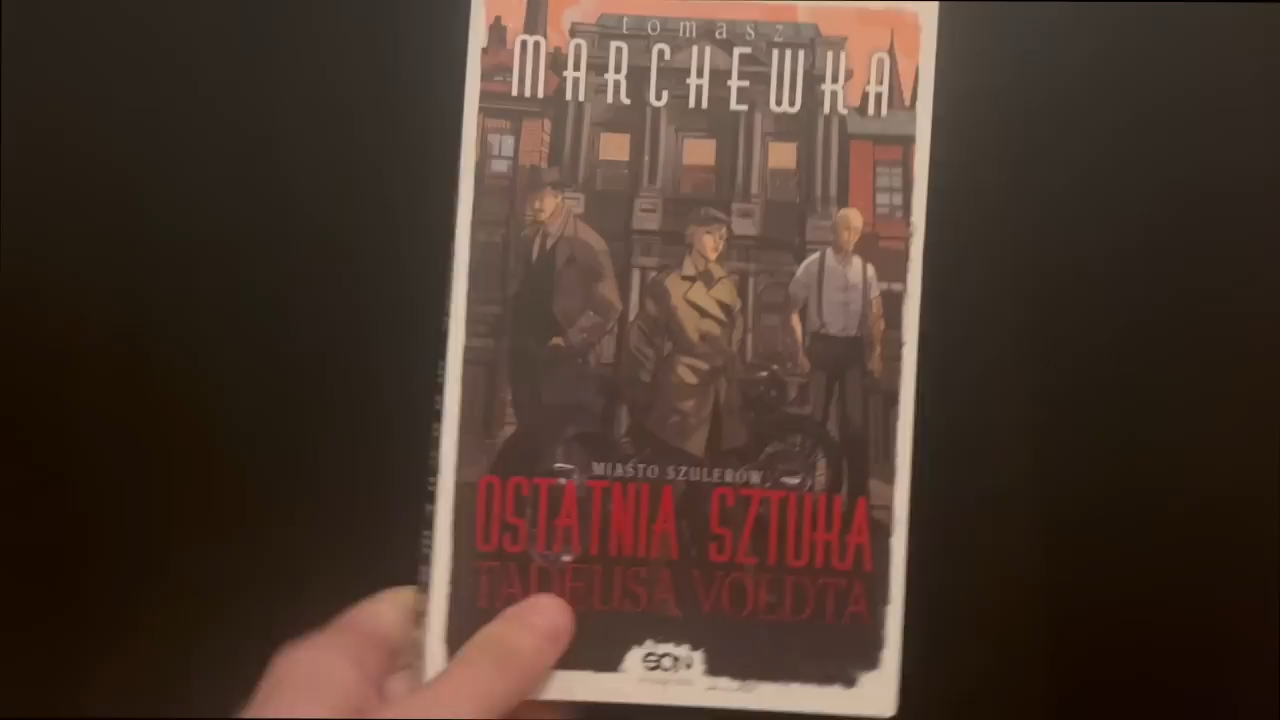 tomasz
MARCHEWKA
MIASTO SZULERÓW
OSTATNIA SZTUKA
TADEUSA VOEDTA
SQN